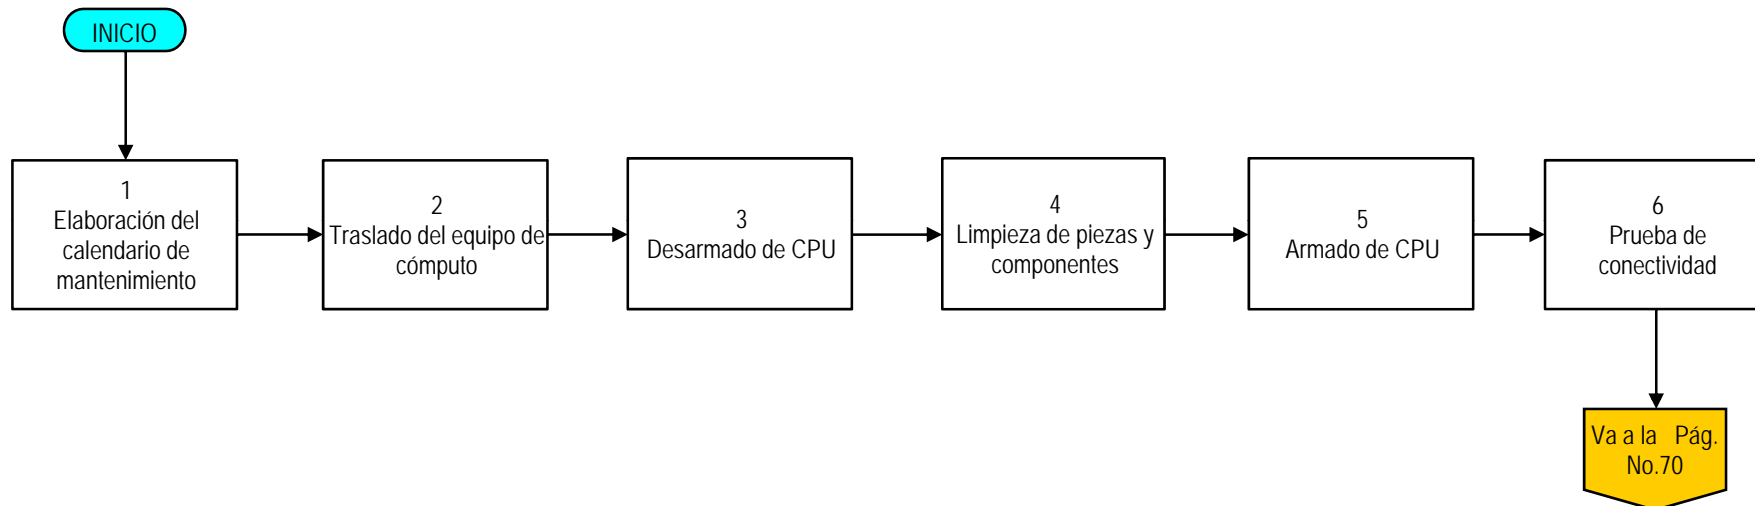 INICIO
1
Elaboración del
calendario de
mantenimiento
2
Traslado del equipo de
cómputo
3
Desarmado de CPU
4
Limpieza de piezas y
componentes
5
Armado de CPU
6
Prueba de
conectividad
Va a la Pág.
No.70